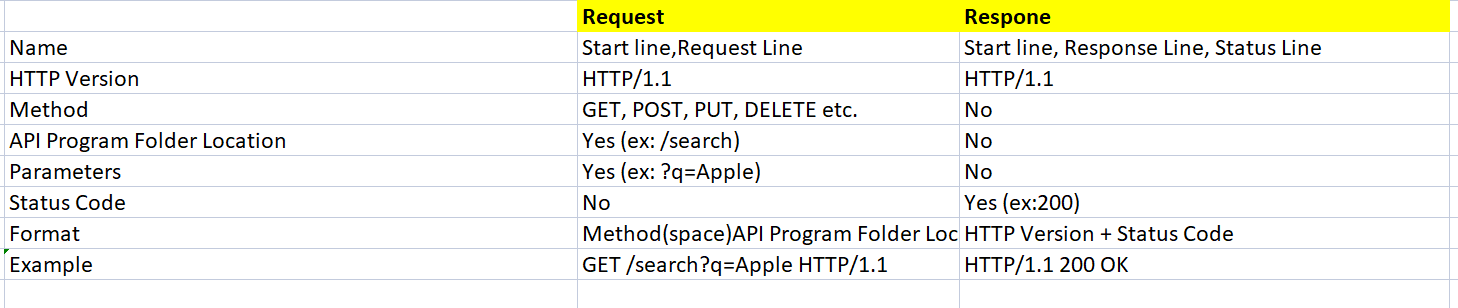 Request Respone
Name Start line,Request Line Start line, Response Line, Status Line
HTTP Version HTTP/1.1 HTTP/1.1
Method GET, POST, PUT, DELETE etc. No
API Program Folder Location Yes (ex: /search) No
Parameters Yes (ex: ?q=Apple) No
Status Code No Yes (ex:200)
Format Method(space)API Program Folder Loc HTTP Version + Status Code
Example GET /search?q=Apple HTTP/1.1 HTTP/1.1 200 OK